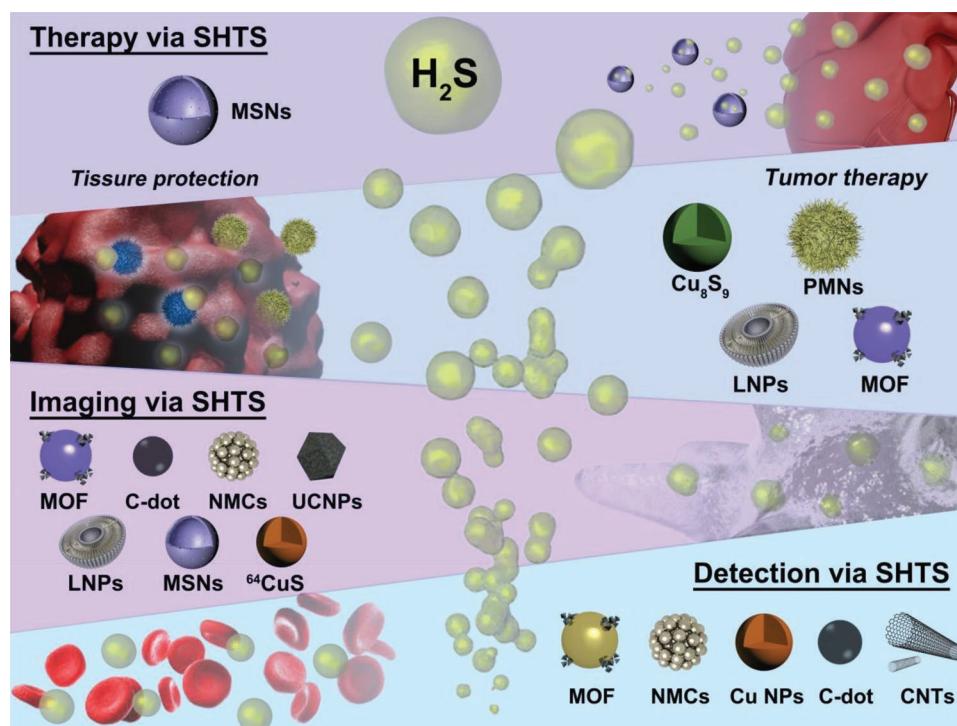 Therapy via SHTS
H₂S
MSNs
Tissure protection
Tumor therapy
Cu₈S₉
PMNs
LNPs
MOF
Imaging via SHTS
MOF
C-dot
NMCs
UCNPs
LNPs
MSNs
⁶⁴CuS
Detection via SHTS
MOF
NMCs
Cu NPs
C-dot
CNTs